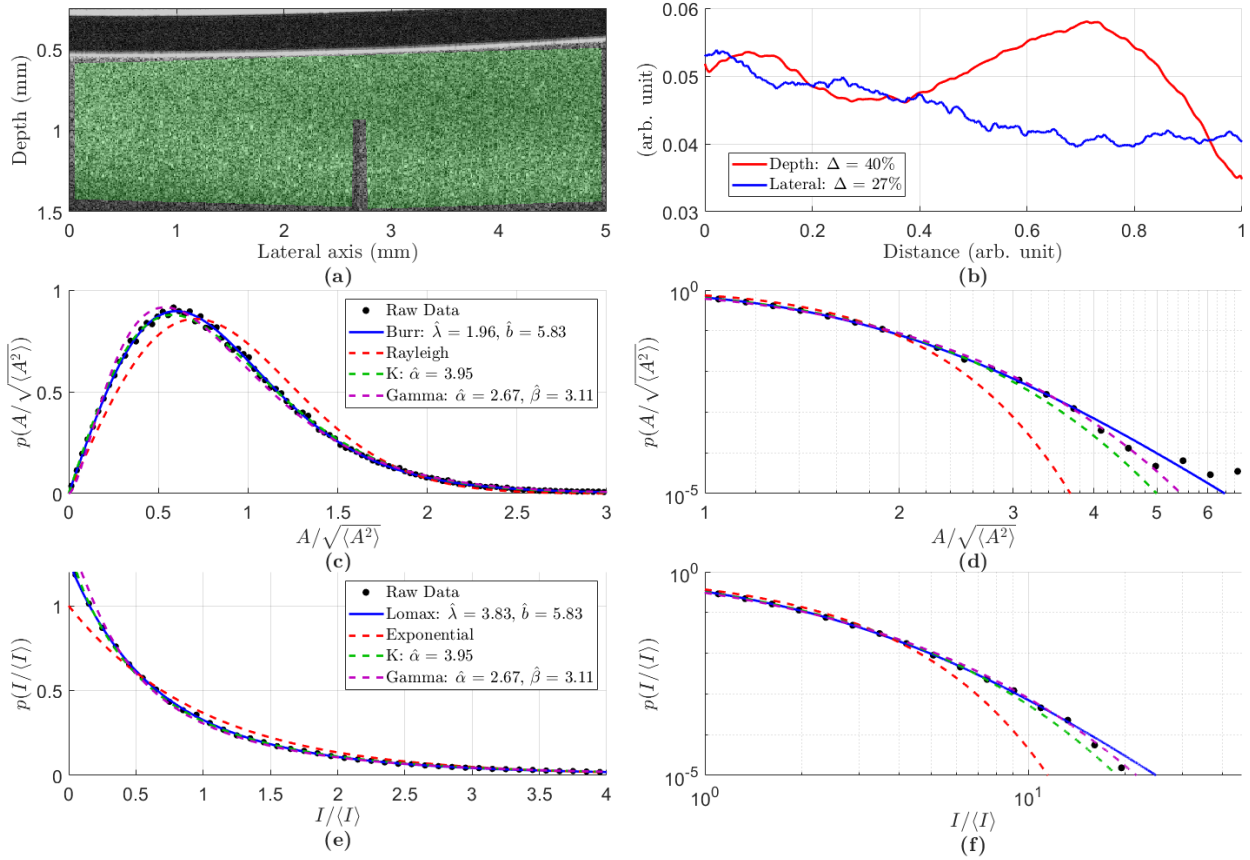 0.5
1
1.5
Depth (mm)
0 1 2 3 4 5
Lateral axis (mm)
(a)
0.06
0.05
0.04
0.03
(arb. unit)
Depth: Δ = 40%
Lateral: Δ = 27%
0 0.2 0.4 0.6 0.8 1
Distance (arb. unit)
(b)
1
0.5
0
p(A/√⟨A²⟩)
Raw Data
Burr: λ̂ = 1.96, b̂ = 5.83
Rayleigh
K: α̂ = 3.95
Gamma: α̂ = 2.67, β̂ = 3.11
0 0.5 1 1.5 2 2.5 3
A/√⟨A²⟩
(c)
10⁰
10⁻⁵
p(A/√⟨A²⟩)
1 2 3 4 5 6
A/√⟨A²⟩
(d)
1
0.5
0
p(I/⟨I⟩)
Raw Data
Lomax: λ̂ = 3.83, b̂ = 5.83
Exponential
K: α̂ = 3.95
Gamma: α̂ = 2.67, β̂ = 3.11
0 0.5 1 1.5 2 2.5 3 3.5 4
I/⟨I⟩
(e)
10⁰
10⁻⁵
p(I/⟨I⟩)
10⁰ 10¹
I/⟨I⟩
(f)